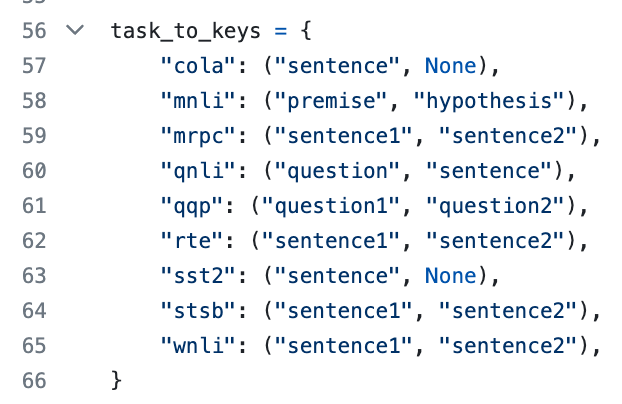 56 task_to_keys = {
57 "cola": ("sentence", None),
58 "mnli": ("premise", "hypothesis"),
59 "mrpc": ("sentence1", "sentence2"),
60 "qnli": ("question", "sentence"),
61 "qqp": ("question1", "question2"),
62 "rte": ("sentence1", "sentence2"),
63 "sst2": ("sentence", None),
64 "stsb": ("sentence1", "sentence2"),
65 "wnli": ("sentence1", "sentence2"),
66 }